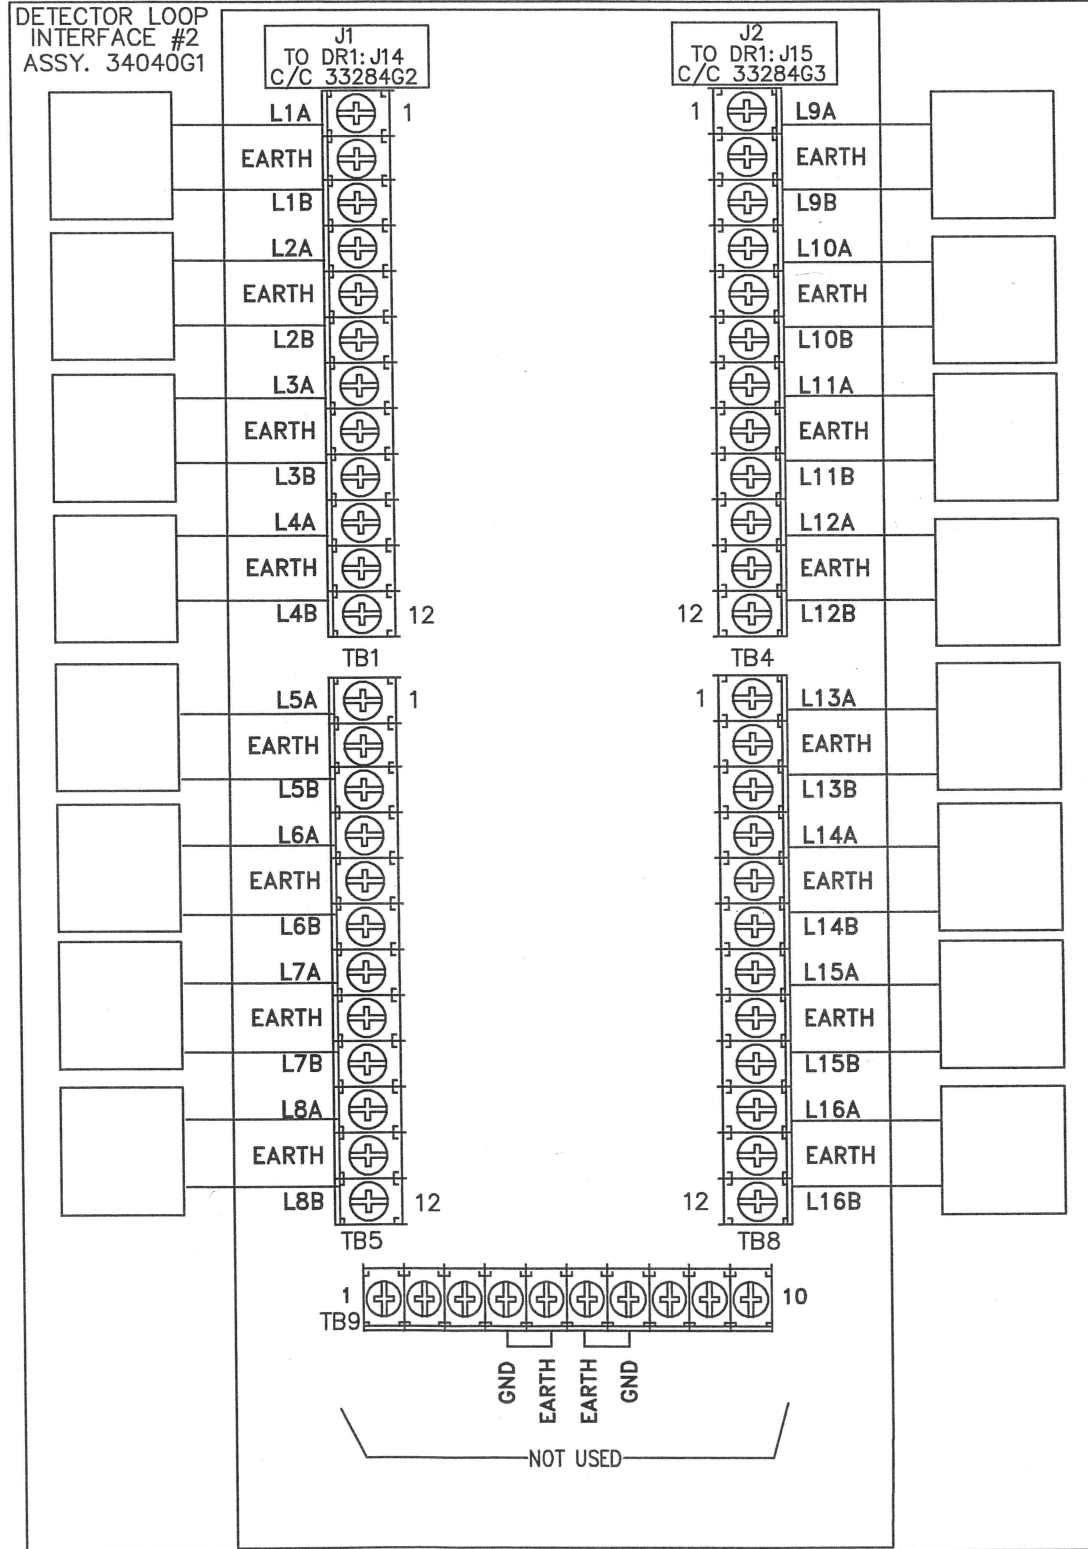 DETECTOR LOOP
INTERFACE #2
ASSY. 34040G1
J1
TO DR1:J14
C/C 33284G2
J2
TO DR1:J15
C/C 33284G3
L1A
1
EARTH
L1B
L2A
EARTH
L2B
L3A
EARTH
L3B
L4A
EARTH
L4B
12
TB1
1
L9A
EARTH
L9B
L10A
EARTH
L10B
L11A
EARTH
L11B
L12A
EARTH
12
L12B
TB4
L5A
1
EARTH
L5B
L6A
EARTH
L6B
L7A
EARTH
L7B
L8A
EARTH
L8B
12
TB5
1
L13A
EARTH
L13B
L14A
EARTH
L14B
L15A
EARTH
L15B
L16A
EARTH
12
L16B
TB8
1
10
TB9
GND
EARTH
EARTH
GND
NOT USED